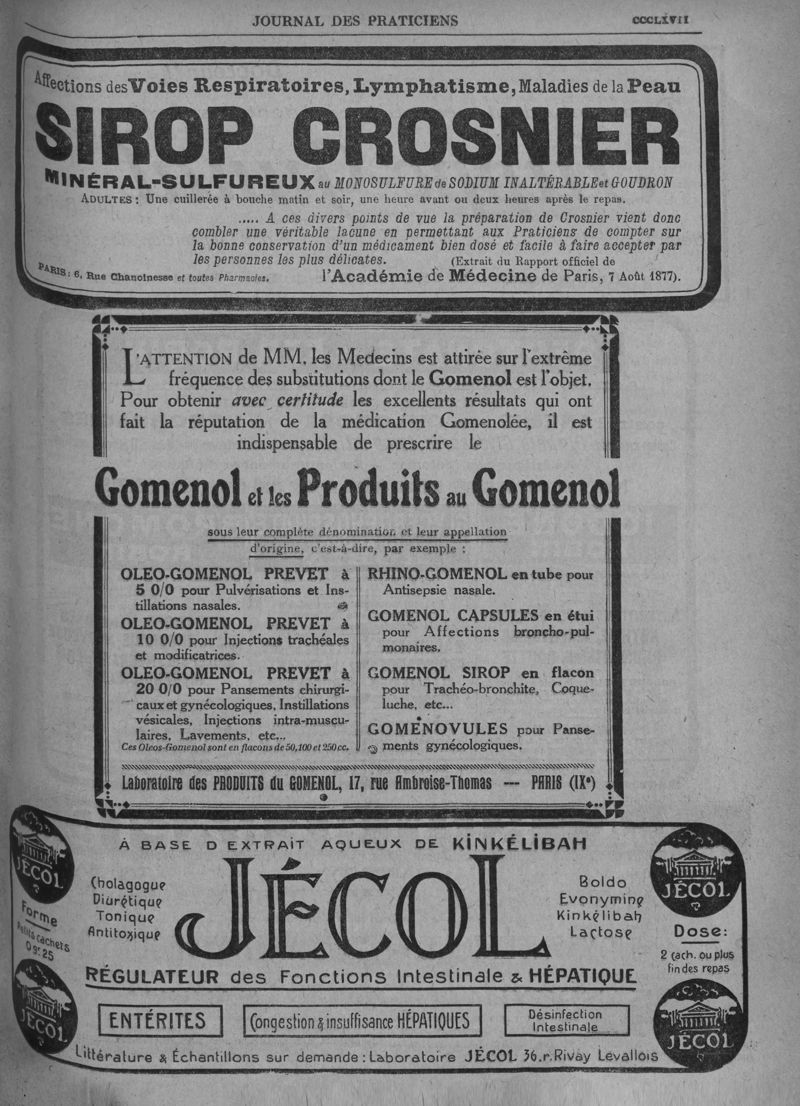 JOURNAL DES PRATICIENS
CCCLXVII
Affections des Voies Respiratoires, Lymphatisme, Maladies de la Peau
SIROP CROSNIER
MINÉRAL-SULFUREUX au MONOSULFURE de SODIUM INALTÉRABLE et GOUDRON
ADULTES : Une cuillerée à bouche matin et soir, une heure avant ou deux heures après le repas.
..... A ces divers points de vue la préparation de Crosnier vient donc
combler une véritable lacune en permettant aux Praticiens de compter sur
la bonne conservation d'un médicament bien dosé et facile à faire accepter par
les personnes les plus délicates.
(Extrait du Rapport officiel de
l'Académie de Médecine de Paris, 7 Août 1877).
PARIS : 6, Rue Chanoinesse et toutes Pharmacies.
L'ATTENTION de MM. les Medecins est attirée sur l'extrême
fréquence des substitutions dont le Gomenol est l'objet.
Pour obtenir avec certitude les excellents résultats qui ont
fait la réputation de la médication Gomenolée, il est
indispensable de prescrire le
Gomenol et les Produits au Gomenol
sous leur complète dénomination et leur appellation
d'origine, c'est-à-dire, par exemple :
OLEO-GOMENOL PREVET à
5 0/0 pour Pulvérisations et Ins-
tillations nasales.
OLEO-GOMENOL PREVET à
10 0/0 pour Injections trachéales
et modificatrices.
OLEO-GOMENOL PREVET à
20 0/0 pour Pansements chirurgi-
caux et gynécologiques, Instillations
vésicales, Injections intra-muscu-
laires, Lavements, etc...
Ces Oleos-Gomenol sont en flacons de 50, 100 et 250 cc.
RHINO-GOMENOL en tube pour
Antisepsie nasale.
GOMENOL CAPSULES en étui
pour Affections broncho-pul-
monaires.
GOMENOL SIROP en flacon
pour Trachéo-bronchite, Coque-
luche, etc...
GOMÉNOVULES pour Panse-
ments gynécologiques.
Laboratoire des PRODUITS du GOMENOL, 17, rue Ambroise-Thomas — PARIS (IXe)
À BASE D EXTRAIT AQUEUX DE KINKÉLIBAH
JÉCOL
JÉCOL
Cholagogue
Diurétique
Tonique
Antitoxique
JÉCOL
Boldo
Evonymine
Kinkélibah
Lactose
Forme
Petits cachets
0gr.25
Dose:
2 cach. ou plus
fin des repas
RÉGULATEUR des Fonctions Intestinale & HÉPATIQUE
JÉCOL
JÉCOL
ENTÉRITES
Congestion & insuffisance HÉPATIQUES
Désinfection
Intestinale
Littérature & Échantillons sur demande : Laboratoire JÉCOL 36.r.Rivay Levallois